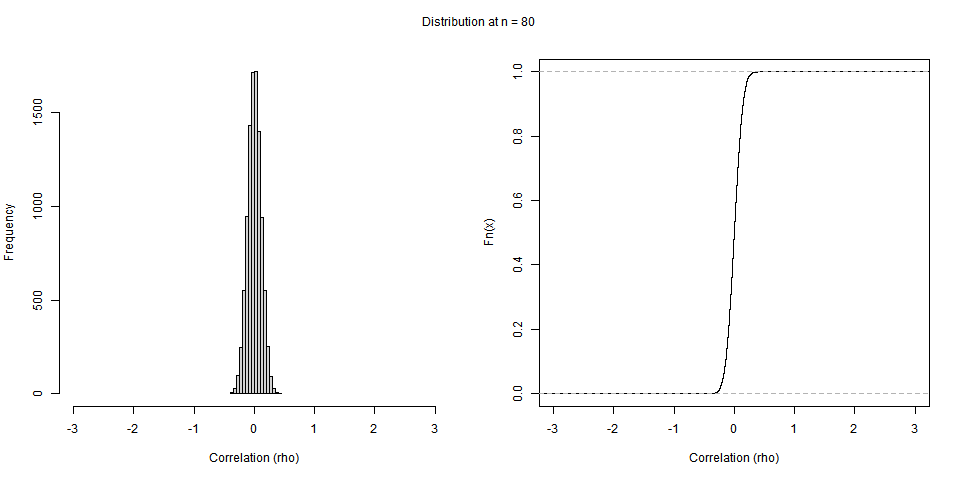 Distribution at n = 80
Frequency
1500
1000
500
0
-3 -2 -1 0 1 2 3
Correlation (rho)
Fn(x)
1.0
0.8
0.6
0.4
0.2
0.0
-3 -2 -1 0 1 2 3
Correlation (rho)